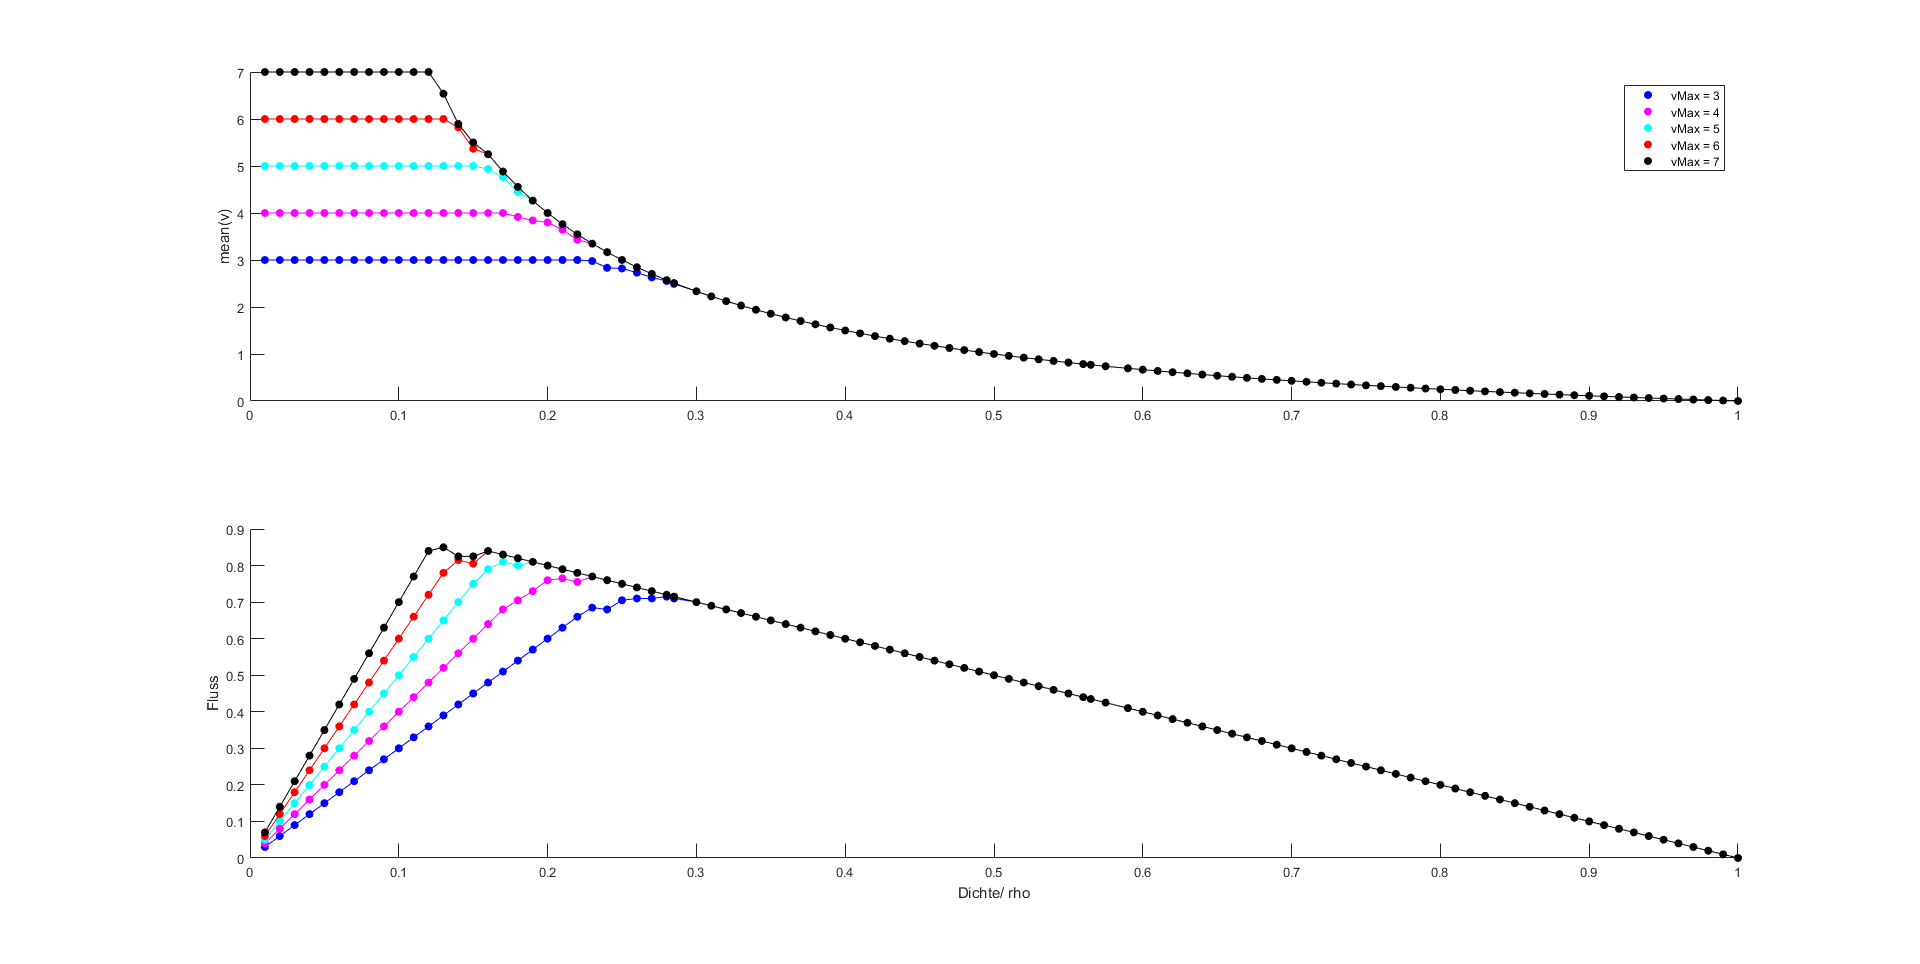 7
6
5
4
3
2
1
0
mean(v)
0 0.1 0.2 0.3 0.4 0.5 0.6 0.7 0.8 0.9 1
vMax = 3
vMax = 4
vMax = 5
vMax = 6
vMax = 7
0.9
0.8
0.7
0.6
0.5
0.4
0.3
0.2
0.1
0
Fluss
0 0.1 0.2 0.3 0.4 0.5 0.6 0.7 0.8 0.9 1
Dichte/ rho